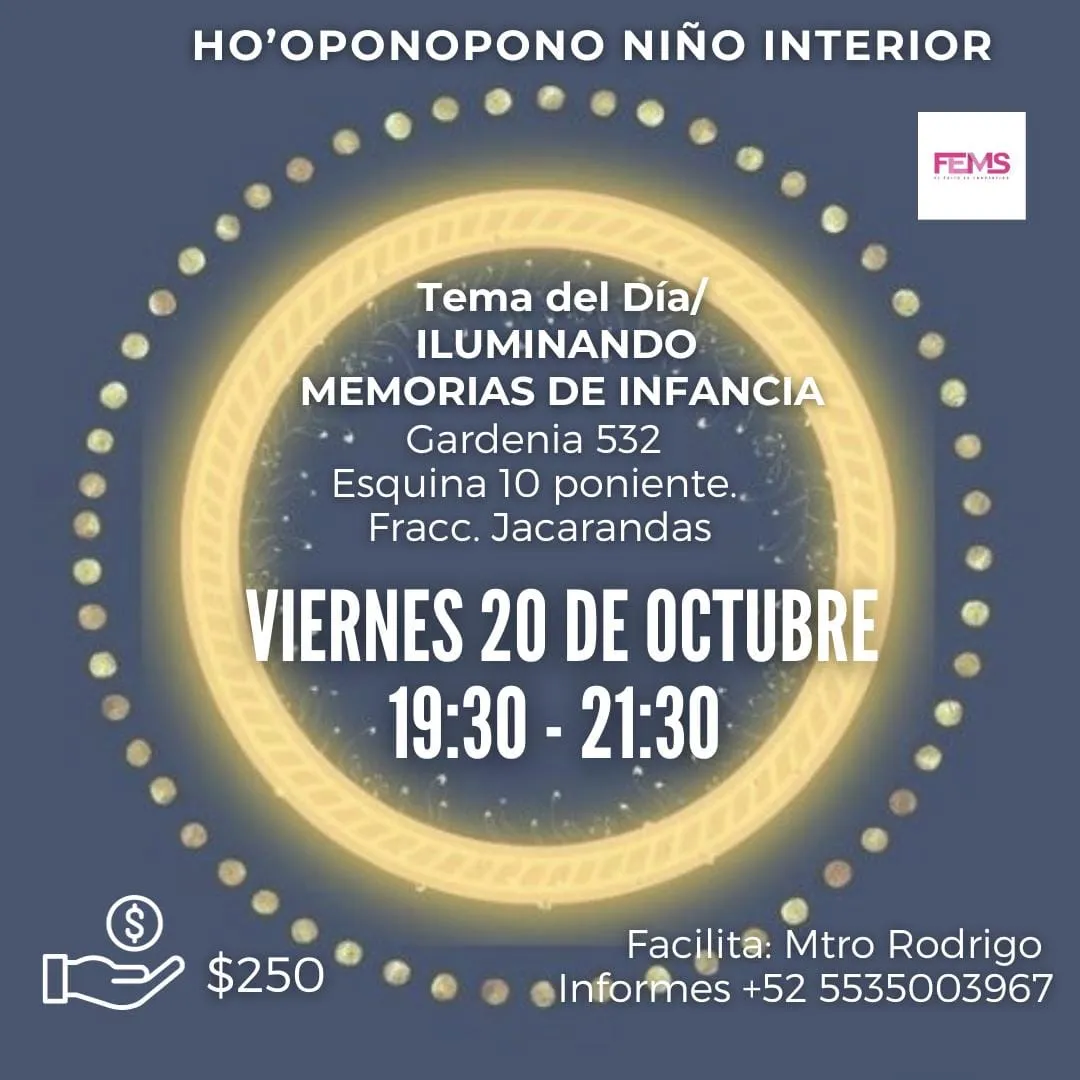 HO’OPONOPONO NIÑO INTERIOR
FEMS
Tema del Día/
ILUMINANDO
MEMORIAS DE INFANCIA
Gardenia 532
Esquina 10 poniente.
Fracc. Jacarandas
VIERNES 20 DE OCTUBRE
19:30 - 21:30
$
$250
Facilita: Mtro Rodrigo
Informes +52 5535003967